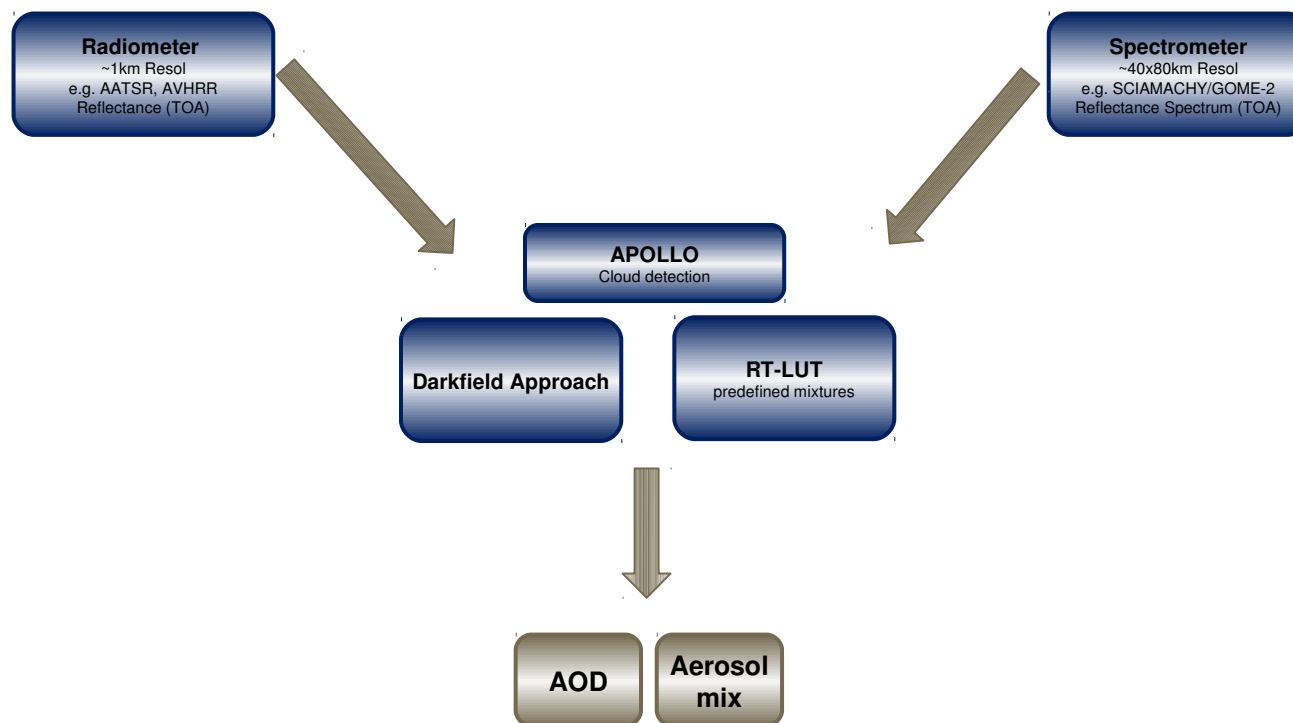 Radiometer
~1km Resol
e.g. AATSR, AVHRR
Reflectance (TOA)
Spectrometer
~40x80km Resol
e.g. SCIAMACHY/GOME-2
Reflectance Spectrum (TOA)
APOLLO
Cloud detection
Darkfield Approach
RT-LUT
predefined mixtures
AOD
Aerosol
mix